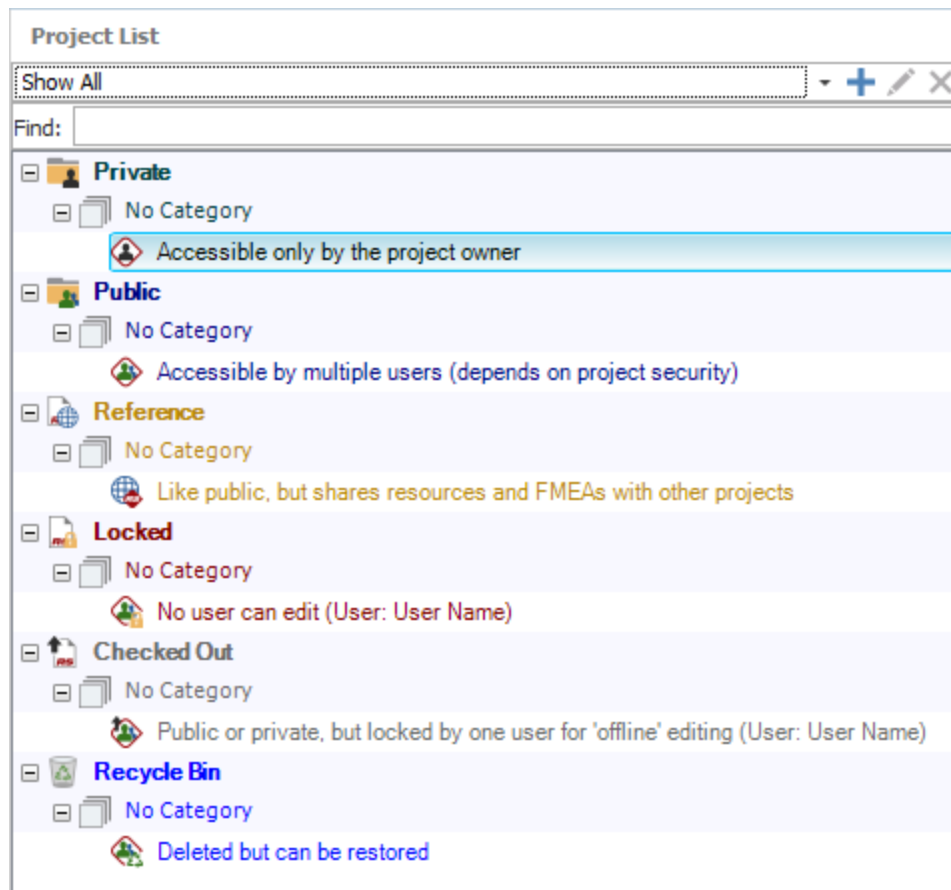 Project List
Show All
Find:
Private
No Category
Accessible only by the project owner
Public
No Category
Accessible by multiple users (depends on project security)
Reference
No Category
Like public, but shares resources and FMEAs with other projects
Locked
No Category
No user can edit (User: User Name)
Checked Out
No Category
Public or private, but locked by one user for 'offline' editing (User: User Name)
Recycle Bin
No Category
Deleted but can be restored